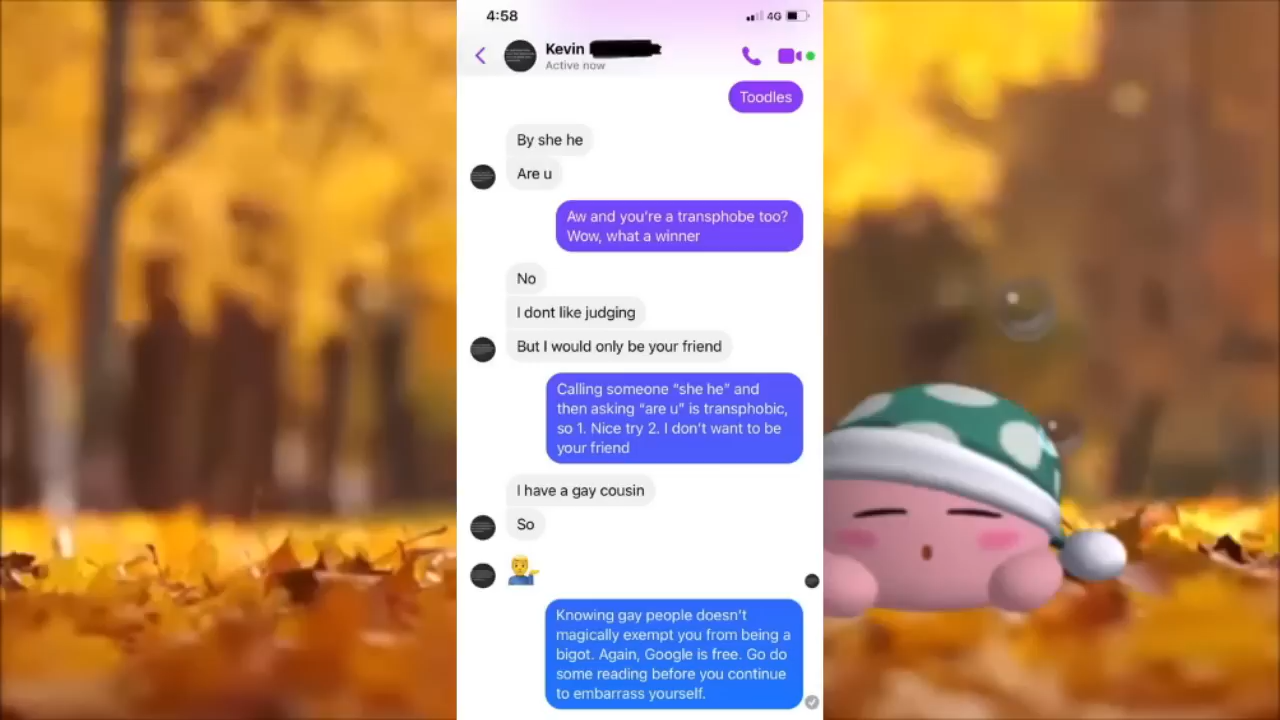 4:58
4G
Kevin
Active now
Toodles
By she he
Are u
Aw and you're a transphobe too?
Wow, what a winner
No
I dont like judging
But I would only be your friend
Calling someone “she he” and
then asking “are u” is transphobic,
so 1. Nice try 2. I don't want to be
your friend
I have a gay cousin
So
Knowing gay people doesn't
magically exempt you from being a
bigot. Again, Google is free. Go do
some reading before you continue
to embarrass yourself.